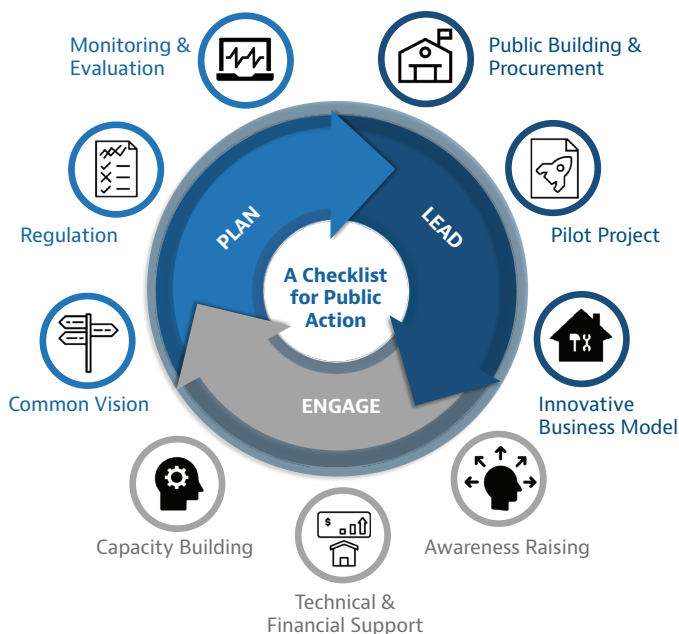 Monitoring &
Evaluation
Public Building &
Procurement
Regulation
PLAN
LEAD
Pilot Project
A Checklist
for Public
Action
Common Vision
ENGAGE
Innovative
Business Model
Capacity Building
$
Awareness Raising
Technical &
Financial Support